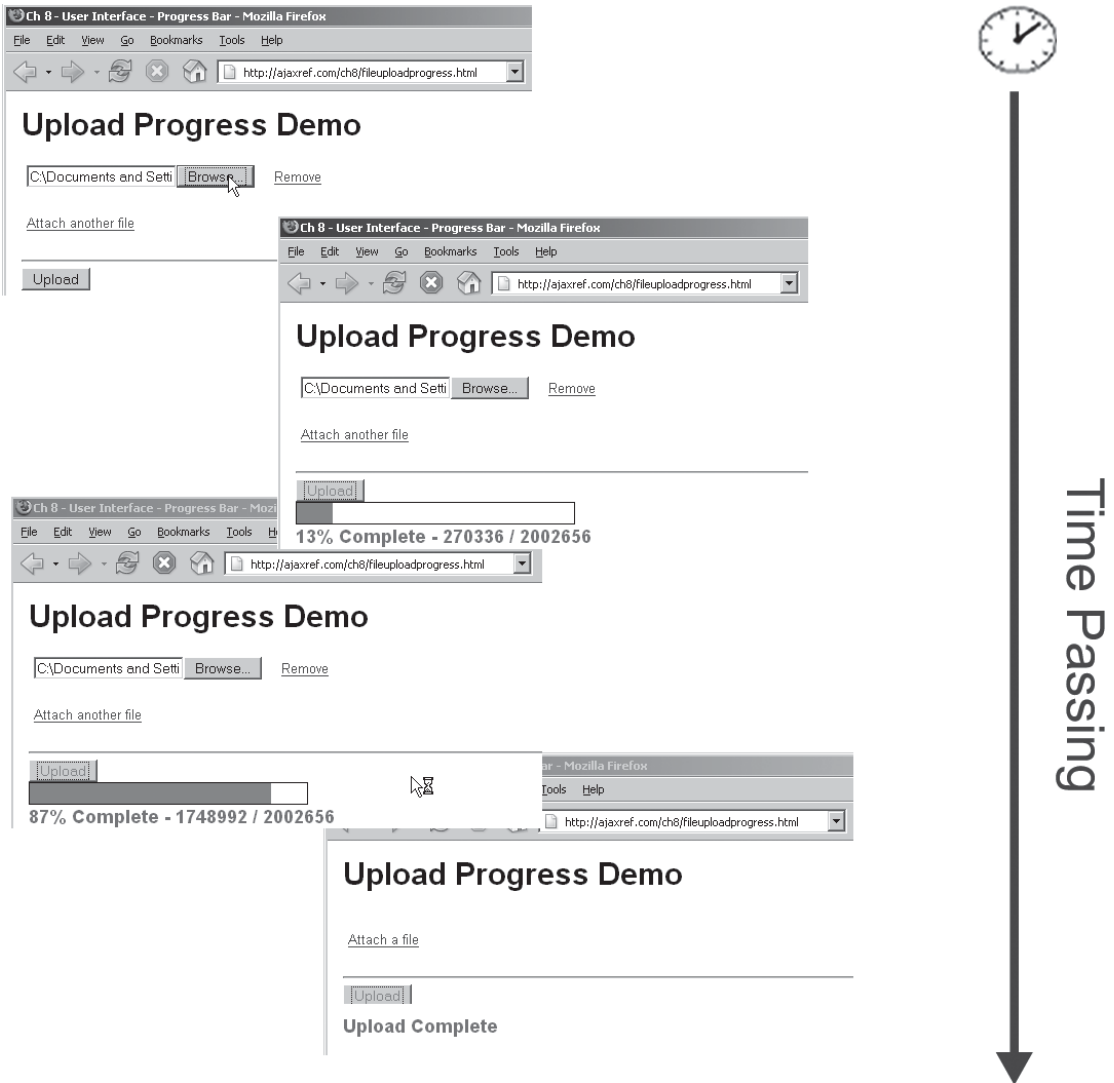 Ch 8 - User Interface - Progress Bar - Mozilla Firefox
File Edit View Go Bookmarks Tools Help
http://ajaxref.com/ch8/fileuploadprogress.html
Upload Progress Demo
C:\Documents and Setti Browse... Remove
Attach another file
Upload
Ch 8 - User Interface - Progress Bar - Mozilla Firefox
File Edit View Go Bookmarks Tools Help
http://ajaxref.com/ch8/fileuploadprogress.html
Upload Progress Demo
C:\Documents and Setti Browse... Remove
Attach another file
Upload
13% Complete - 270336 / 2002656
Ch 8 - User Interface - Progress Bar - Mozi
File Edit View Go Bookmarks Tools H
http://ajaxref.com/ch8/fileuploadprogress.html
Upload Progress Demo
C:\Documents and Setti Browse... Remove
Attach another file
Upload
87% Complete - 1748992 / 2002656
ar - Mozilla Firefox
Tools Help
http://ajaxref.com/ch8/fileuploadprogress.html
Upload Progress Demo
Attach a file
Upload
Upload Complete
Time Passing